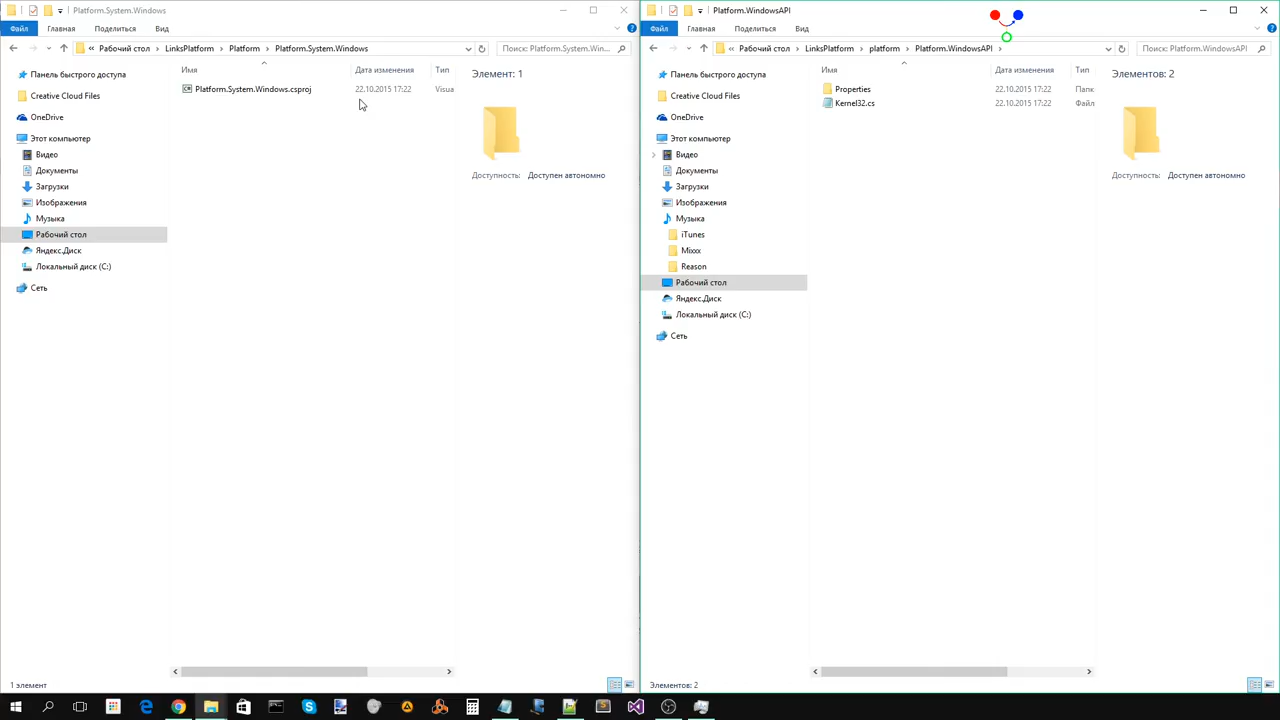 Platform.System.Windows
Файл Главная Поделиться Вид
« Рабочий стол › LinksPlatform › Platform › Platform.System.Windows
Поиск: Platform.System.Win...
Панель быстрого доступа
Creative Cloud Files
OneDrive
Этот компьютер
Видео
Документы
Загрузки
Изображения
Музыка
Рабочий стол
Яндекс.Диск
Локальный диск (C:)
Сеть
Имя Дата изменения Тип
Platform.System.Windows.csproj 22.10.2015 17:22 Visua
Элемент: 1
Доступность: Доступен автономно
1 элемент
Platform.WindowsAPI
Файл Главная Поделиться Вид
« Рабочий стол › LinksPlatform › platform › Platform.WindowsAPI ›
Поиск: Platform.WindowsAPI
Панель быстрого доступа
Creative Cloud Files
OneDrive
Этот компьютер
Видео
Документы
Загрузки
Изображения
Музыка
iTunes
Mixxx
Reason
Рабочий стол
Яндекс.Диск
Локальный диск (C:)
Сеть
Имя Дата изменения Тип
Properties 22.10.2015 17:22 Папк
Kernel32.cs 22.10.2015 17:22 Файл
Элементов: 2
Доступность: Доступен автономно
Элементов: 2